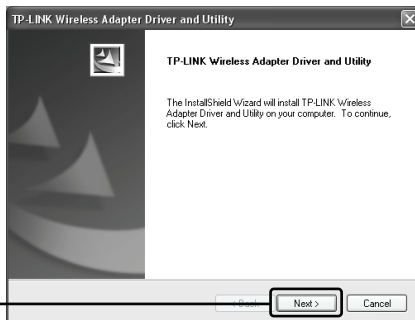 TP-LINK Wireless Adapter Driver and Utility
TP-LINK Wireless Adapter Driver and Utility
The InstallShield Wizard will install TP-LINK Wireless
Adapter Driver and Utility on your computer. To continue,
click Next.
< Back
Next >
Cancel